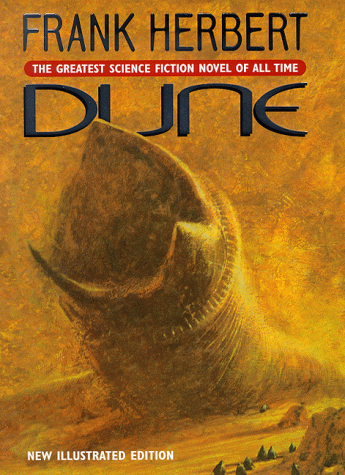 FRANK HERBERT
THE GREATEST SCIENCE FICTION NOVEL OF ALL TIME
DUNE
NEW ILLUSTRATED EDITION